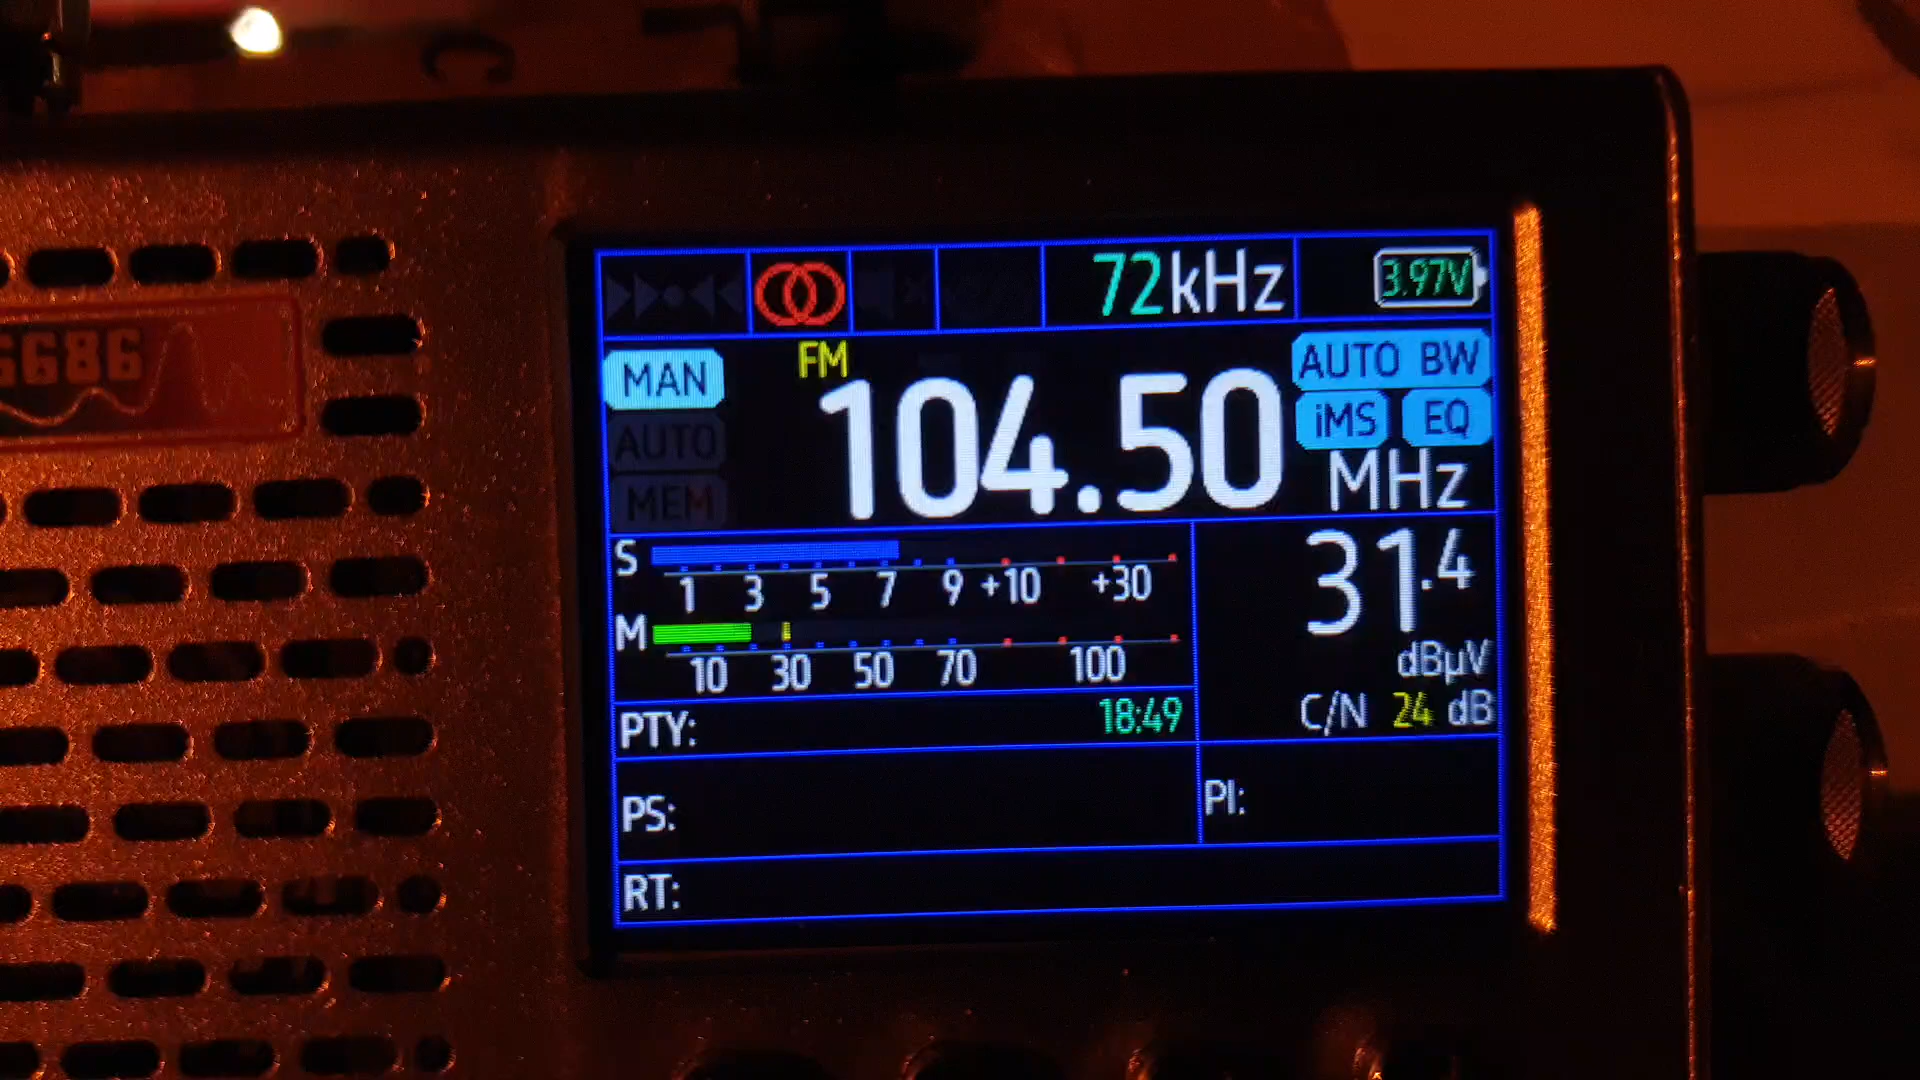 6686
72kHz
3.97V
MAN
FM
104.50
AUTO BW
AUTO
iMS
EQ
MEM
MHz
S
1 3 5 7 9 +10 +30
31.4
M
10 30 50 70 100
dBµV
PTY:
18:49
C/N 24 dB
PS:
PI:
RT: